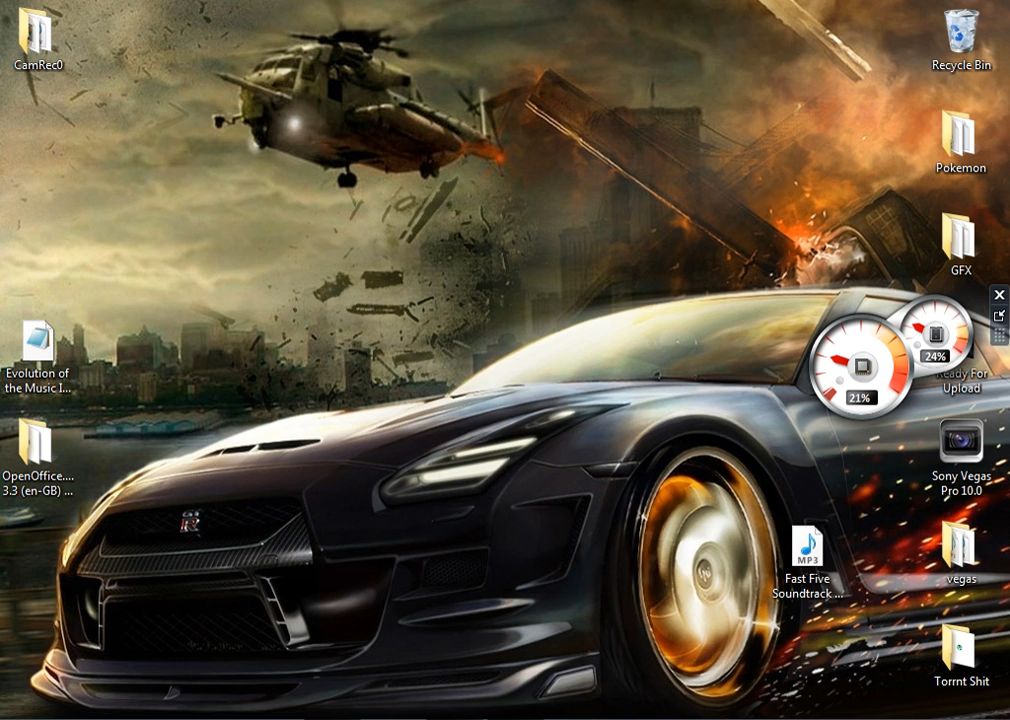 CamRec0
Recycle Bin
Pokemon
GFX
Evolution of
the Music I...
24%
Ready For
Upload
21%
OpenOffice....
3.3 (en-GB) ...
Sony Vegas
Pro 10.0
GT
R
MP3
Fast Five
Soundtrack ...
vegas
Torrnt Shit